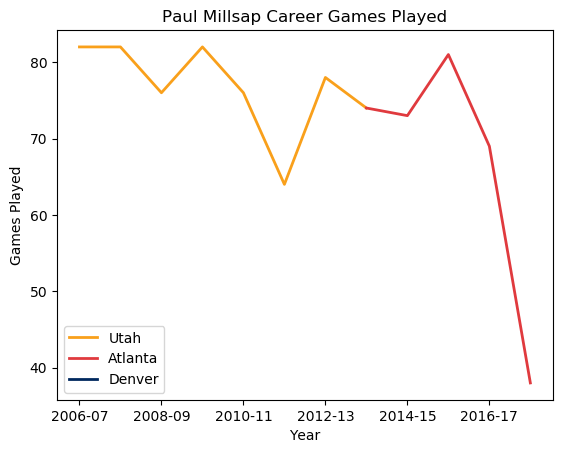 Paul Millsap Career Games Played
Games Played
80
70
60
50
40
Utah
Atlanta
Denver
2006-07 2008-09 2010-11 2012-13 2014-15 2016-17
Year